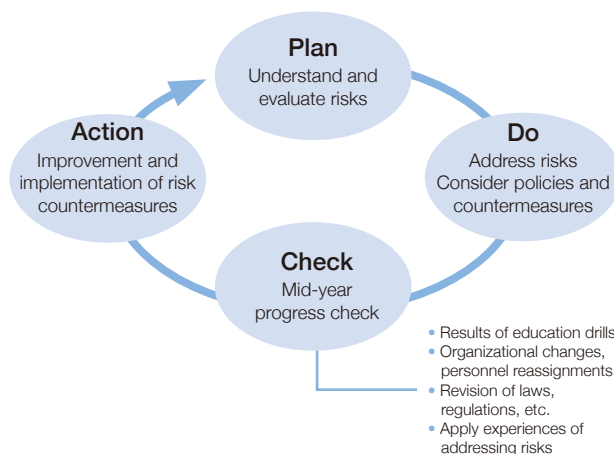 Plan
Understand and
evaluate risks
Do
Address risks
Consider policies and
countermeasures
Check
Mid-year
progress check
• Results of education drills
• Organizational changes,
personnel reassignments
• Revision of laws,
regulations, etc.
• Apply experiences of
addressing risks
Action
Improvement and
implementation of risk
countermeasures